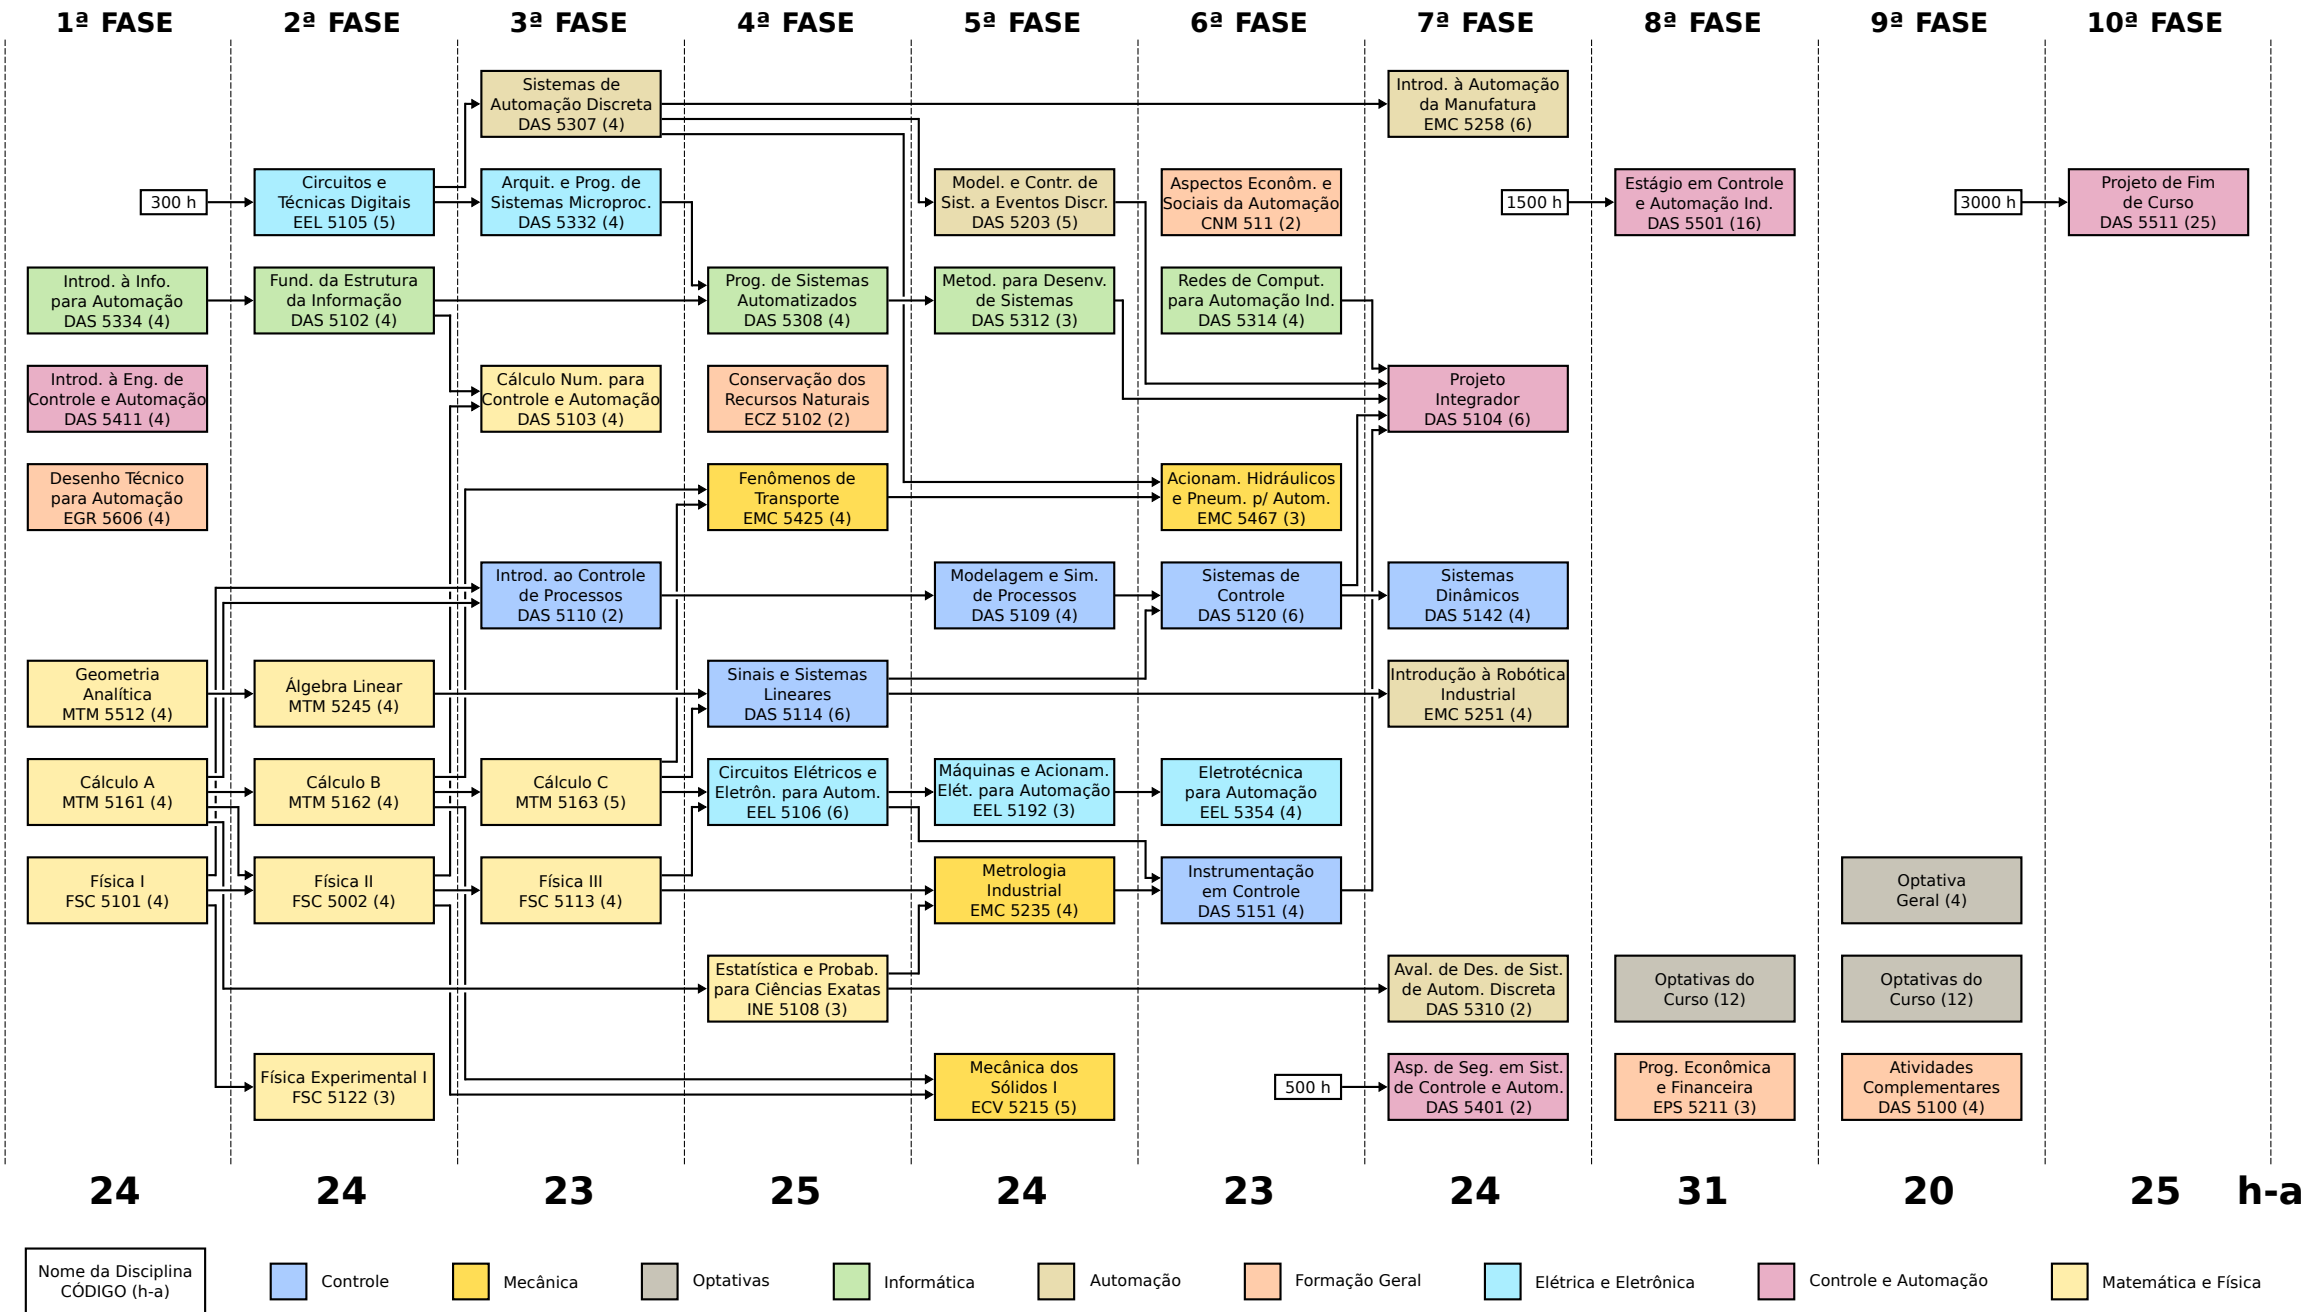 1ª FASE
2ª FASE
3ª FASE
4ª FASE
5ª FASE
6ª FASE
7ª FASE
8ª FASE
9ª FASE
10ª FASE
Sistemas de
Automação Discreta
DAS 5307 (4)
Introd. à Automação
da Manufatura
EMC 5258 (6)
300 h
Circuitos e
Técnicas Digitais
EEL 5105 (5)
Arquit. e Prog. de
Sistemas Microproc.
DAS 5332 (4)
Model. e Contr. de
Sist. a Eventos Discr.
DAS 5203 (5)
Aspectos Econôm. e
Sociais da Automação
CNM 511 (2)
1500 h
Estágio em Controle
e Automação Ind.
DAS 5501 (16)
3000 h
Projeto de Fim
de Curso
DAS 5511 (25)
Introd. à Info.
para Automação
DAS 5334 (4)
Fund. da Estrutura
da Informação
DAS 5102 (4)
Prog. de Sistemas
Automatizados
DAS 5308 (4)
Metod. para Desenv.
de Sistemas
DAS 5312 (3)
Redes de Comput.
para Automação Ind.
DAS 5314 (4)
Introd. à Eng. de
Controle e Automação
DAS 5411 (4)
Cálculo Num. para
Controle e Automação
DAS 5103 (4)
Conservação dos
Recursos Naturais
ECZ 5102 (2)
Projeto
Integrador
DAS 5104 (6)
Desenho Técnico
para Automação
EGR 5606 (4)
Fenômenos de
Transporte
EMC 5425 (4)
Acionam. Hidráulicos
e Pneum. p/ Autom.
EMC 5467 (3)
Introd. ao Controle
de Processos
DAS 5110 (2)
Modelagem e Sim.
de Processos
DAS 5109 (4)
Sistemas de
Controle
DAS 5120 (6)
Sistemas
Dinâmicos
DAS 5142 (4)
Geometria
Analítica
MTM 5512 (4)
Álgebra Linear
MTM 5245 (4)
Sinais e Sistemas
Lineares
DAS 5114 (6)
Introdução à Robótica
Industrial
EMC 5251 (4)
Cálculo A
MTM 5161 (4)
Cálculo B
MTM 5162 (4)
Cálculo C
MTM 5163 (5)
Circuitos Elétricos e
Eletrôn. para Autom.
EEL 5106 (6)
Máquinas e Acionam.
Elét. para Automação
EEL 5192 (3)
Eletrotécnica
para Automação
EEL 5354 (4)
Física I
FSC 5101 (4)
Física II
FSC 5002 (4)
Física III
FSC 5113 (4)
Metrologia
Industrial
EMC 5235 (4)
Instrumentação
em Controle
DAS 5151 (4)
Optativa
Geral (4)
Estatística e Probab.
para Ciências Exatas
INE 5108 (3)
Aval. de Des. de Sist.
de Autom. Discreta
DAS 5310 (2)
Optativas do
Curso (12)
Optativas do
Curso (12)
Física Experimental I
FSC 5122 (3)
Mecânica dos
Sólidos I
ECV 5215 (5)
500 h
Asp. de Seg. em Sist.
de Controle e Autom.
DAS 5401 (2)
Prog. Econômica
e Financeira
EPS 5211 (3)
Atividades
Complementares
DAS 5100 (4)
24
24
23
25
24
23
24
31
20
25
h-a
Nome da Disciplina
CÓDIGO (h-a)
Controle
Mecânica
Optativas
Informática
Automação
Formação Geral
Elétrica e Eletrônica
Controle e Automação
Matemática e Física